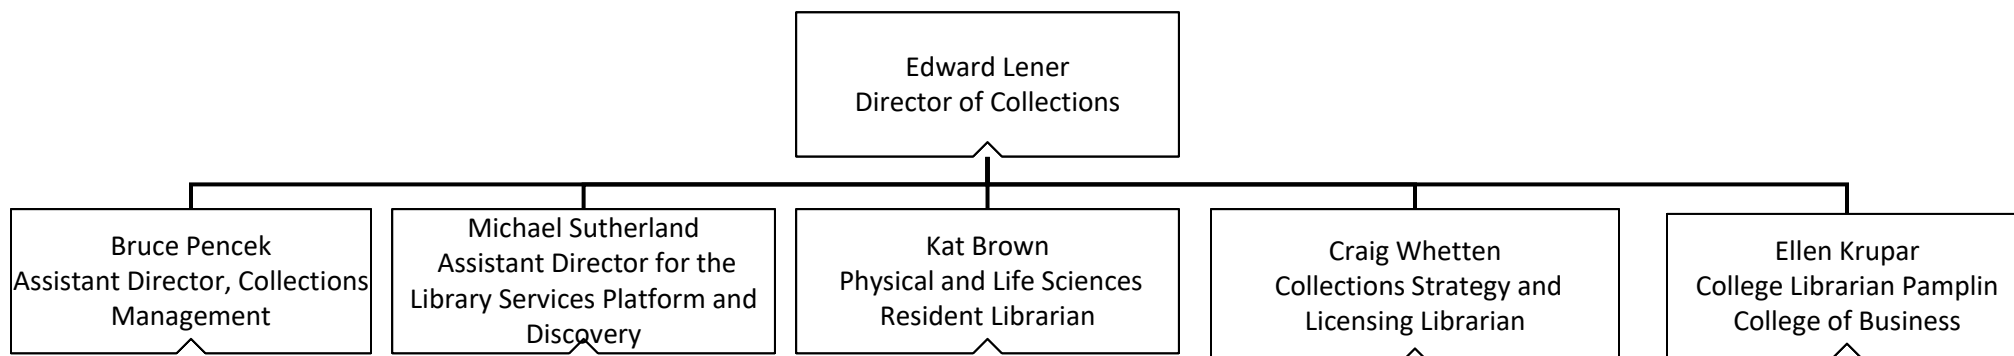 Edward Lener
Director of Collections
Bruce Pencek
Assistant Director, Collections
Management
Michael Sutherland
Assistant Director for the
Library Services Platform and
Discovery
Kat Brown
Physical and Life Sciences
Resident Librarian
Craig Whetten
Collections Strategy and
Licensing Librarian
Ellen Krupar
College Librarian Pamplin
College of Business